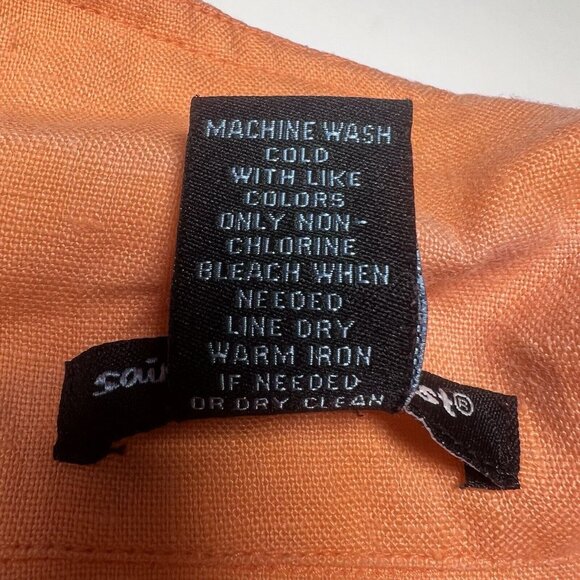 MACHINE WASH
COLD
WITH LIKE
COLORS
ONLY NON-
CHLORINE
BLEACH WHEN
NEEDED
LINE DRY
WARM IRON
IF NEEDED
OR DRY CLEAN